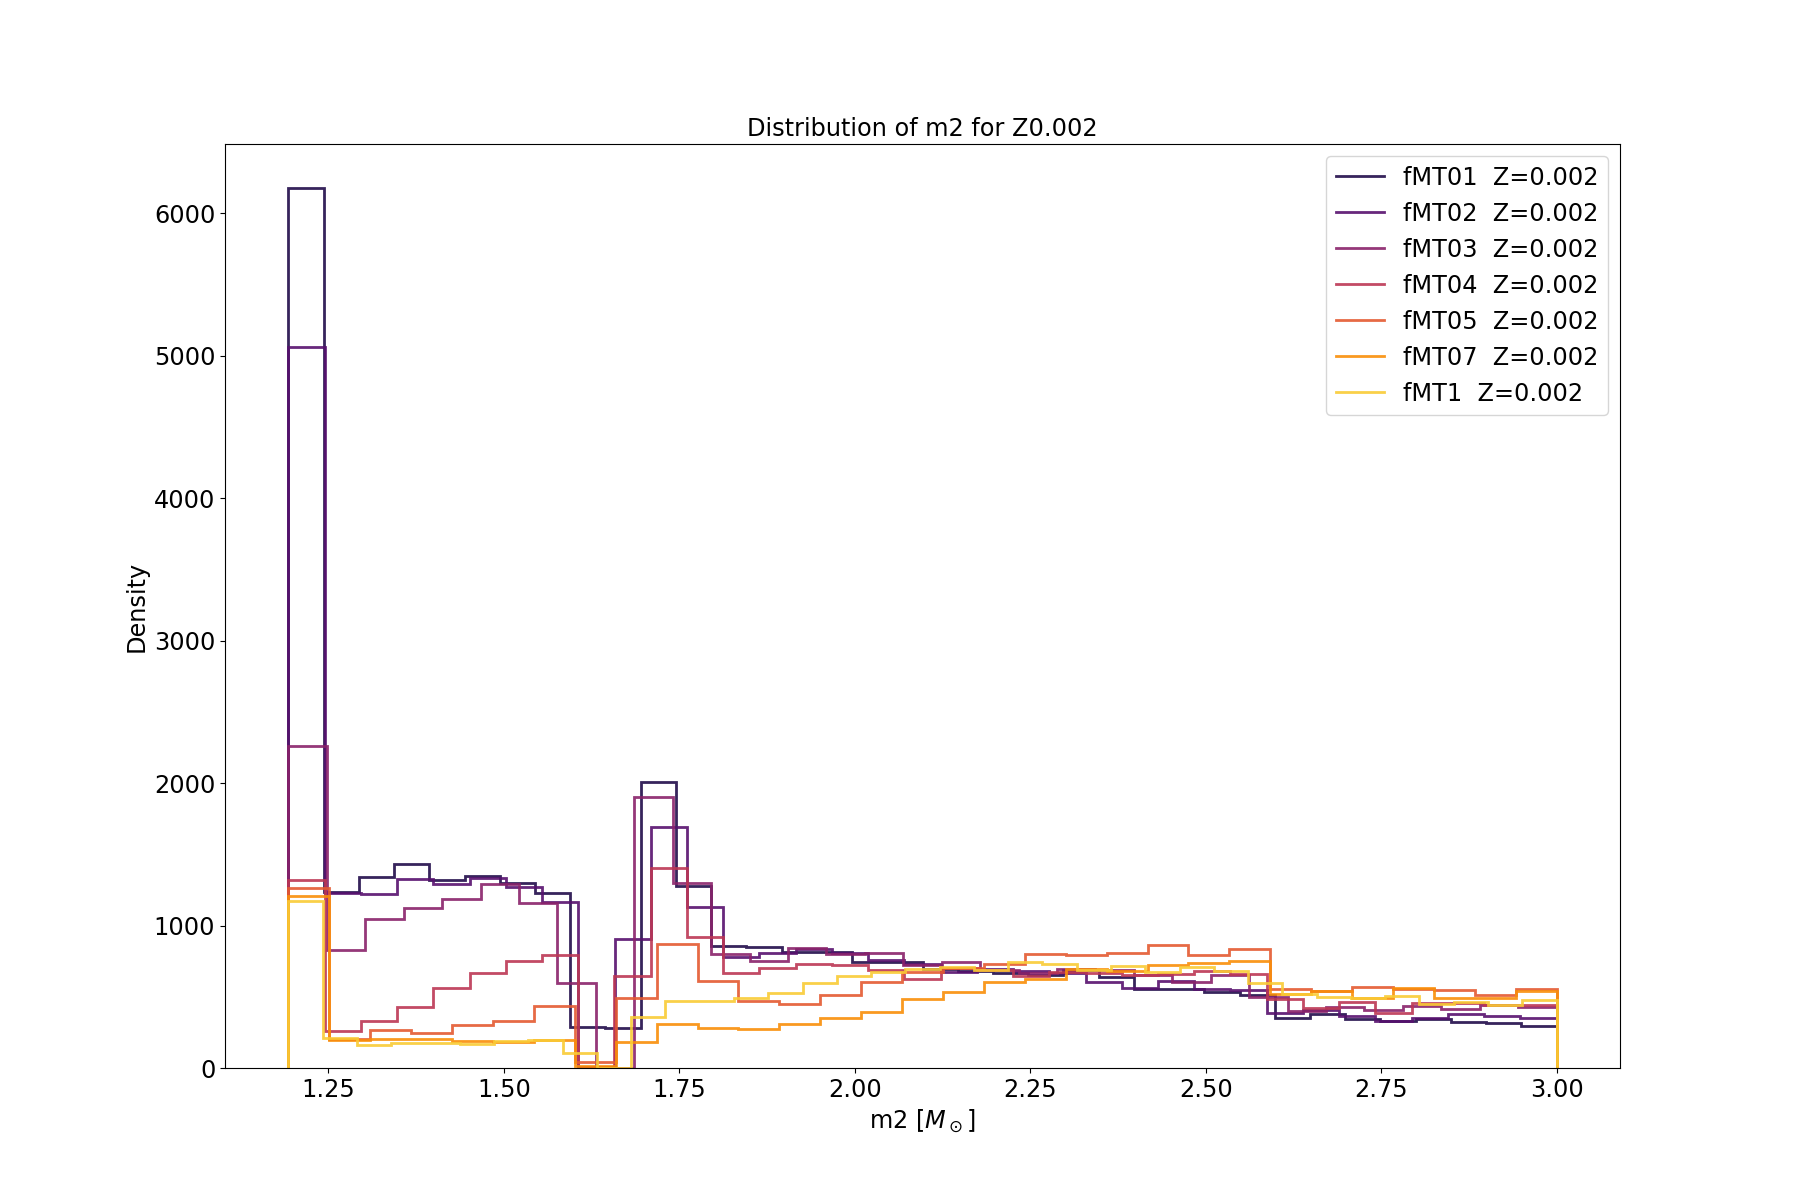 Distribution of m2 for Z0.002
fMT01  Z=0.002
fMT02  Z=0.002
fMT03  Z=0.002
fMT04  Z=0.002
fMT05  Z=0.002
fMT07  Z=0.002
fMT1  Z=0.002
6000
5000
4000
3000
2000
1000
0
Density
1.25 1.50 1.75 2.00 2.25 2.50 2.75 3.00
m2 [M_⊙]